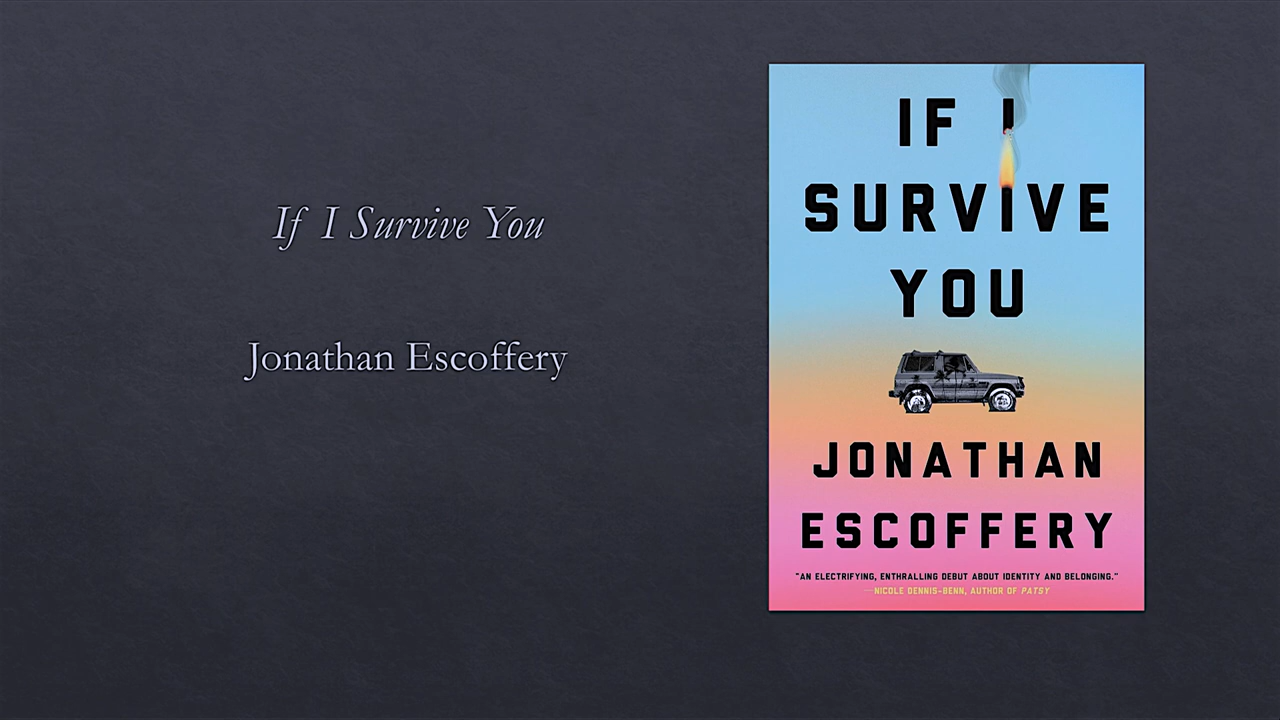 If I Survive You
Jonathan Escoffery
IF I
SURVIVE
YOU
JONATHAN
ESCOFFERY
"AN ELECTRIFYING, ENTHRALLING DEBUT ABOUT IDENTITY AND BELONGING."
—NICOLE DENNIS-BENN, AUTHOR OF PATSY